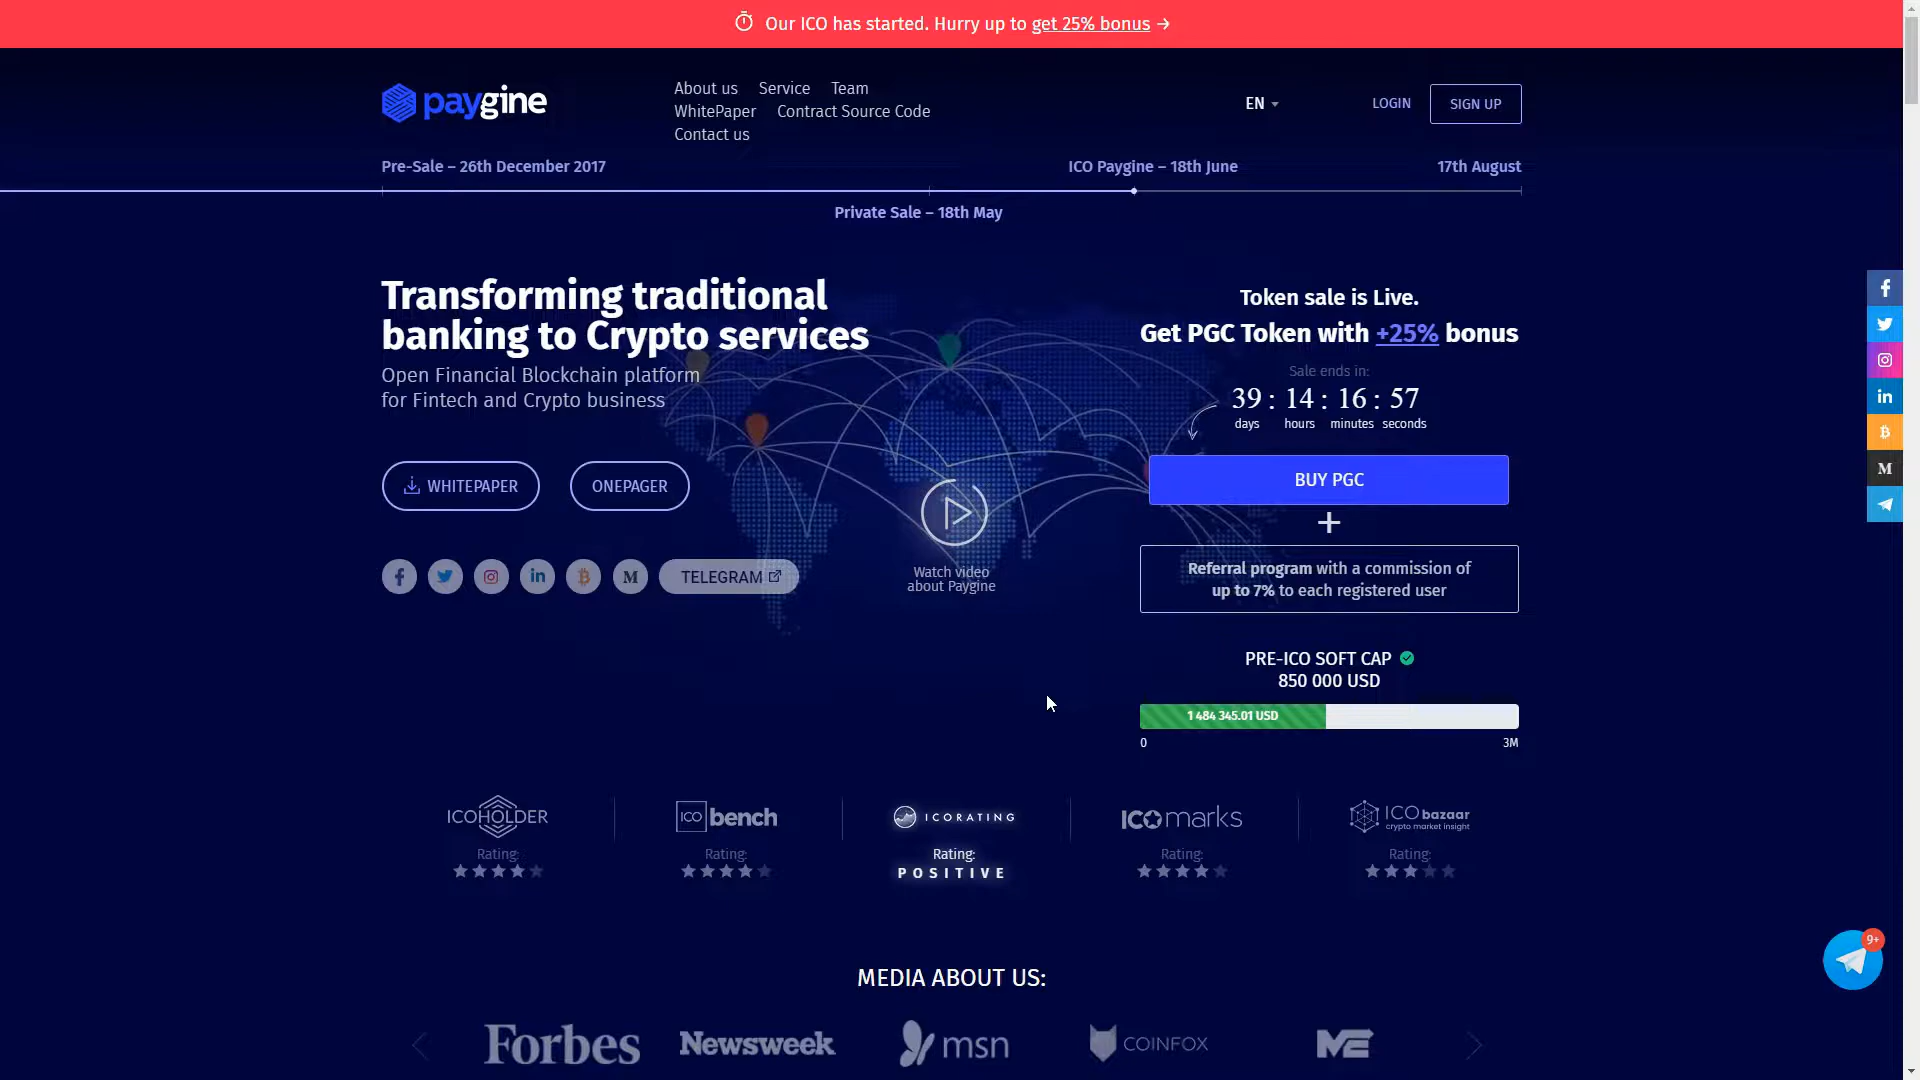 Our ICO has started. Hurry up to get 25% bonus →
paygine
About us Service Team
WhitePaper Contract Source Code
Contact us
EN
LOGIN
SIGN UP
Pre-Sale – 26th December 2017
ICO Paygine – 18th June
17th August
Private Sale – 18th May
Transforming traditional
banking to Crypto services
Open Financial Blockchain platform
for Fintech and Crypto business
WHITEPAPER
ONEPAGER
TELEGRAM
Watch video
about Paygine
Token sale is Live.
Get PGC Token with +25% bonus
Sale ends in:
39 : 14 : 16 : 57
days hours minutes seconds
BUY PGC
+
Referral program with a commission of
up to 7% to each registered user
PRE-ICO SOFT CAP
850 000 USD
1 484 345.01 USD
0 3M
ICOHOLDER
Rating:
ICO bench
Rating:
ICORATING
Rating:
POSITIVE
ICO marks
Rating:
ICO bazaar
crypto market insight
Rating:
9+
MEDIA ABOUT US:
Forbes
Newsweek
msn
COINFOX
ME